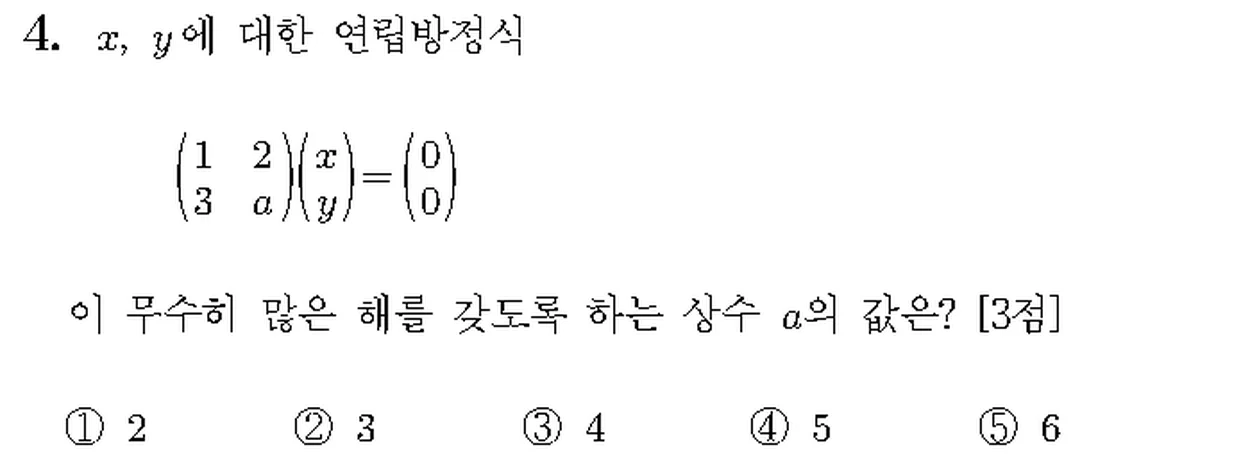 4. x, y에 대한 연립방정식
(1 2)(x)=(0)
(3 a)(y) (0)
이 무수히 많은 해를 갖도록 하는 상수 a의 값은? [3점]
① 2 ② 3 ③ 4 ④ 5 ⑤ 6